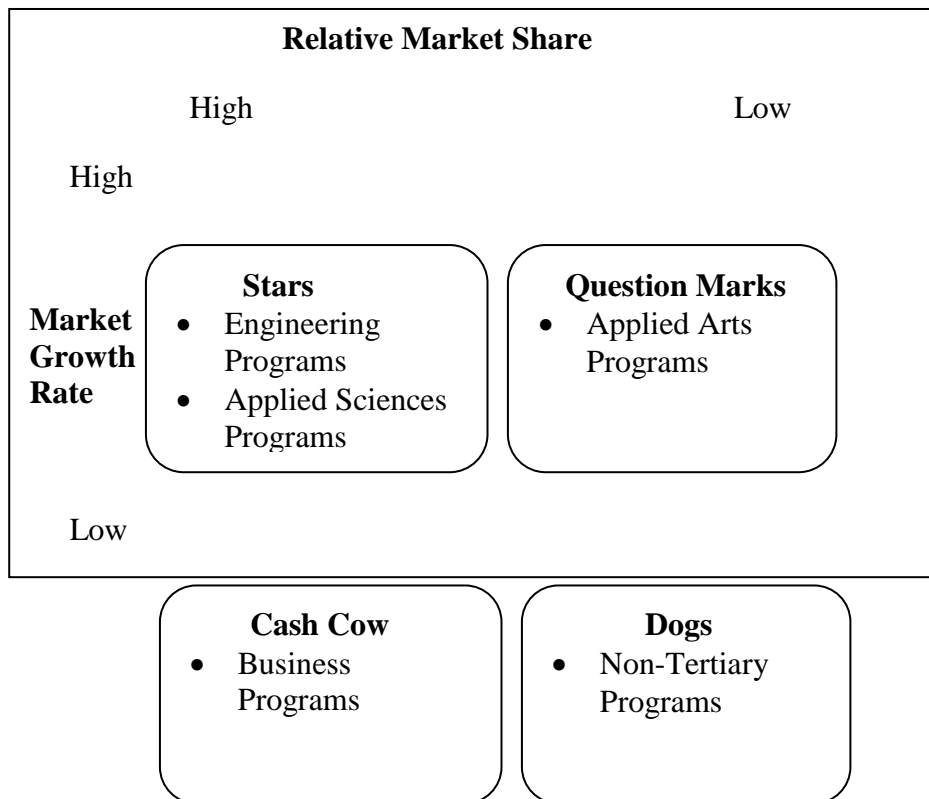 Relative Market Share
High Low
High
Stars
• Engineering
Programs
• Applied Sciences
Programs
Question Marks
• Applied Arts
Programs
Market
Growth
Rate
Low
Cash Cow
• Business
Programs
Dogs
• Non-Tertiary
Programs